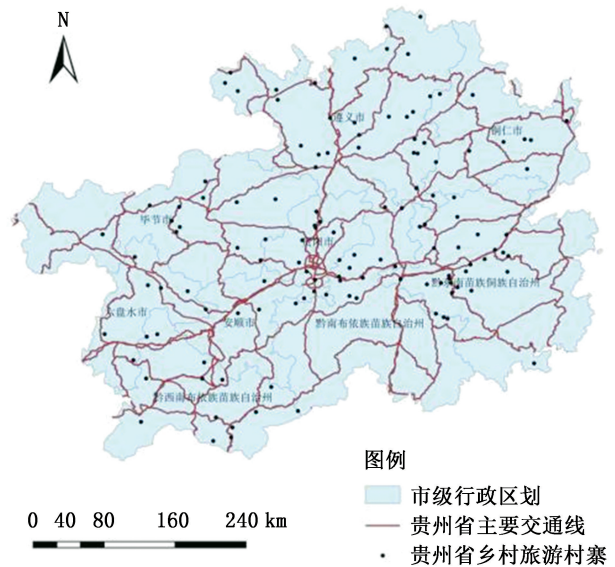 N
遵义市
铜仁市
毕节市
贵阳市
黔东南苗族侗族自治州
六盘水市
安顺市
黔南布依族苗族自治州
黔西南布依族苗族自治州
图例
市级行政区划
0 40 80 160 240 km
贵州省主要交通线
贵州省乡村旅游村寨